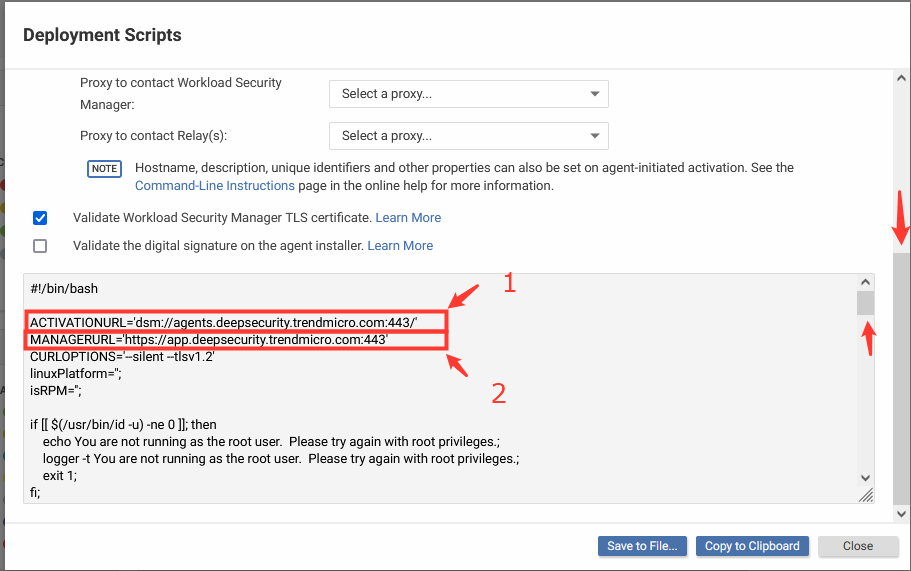 Deployment Scripts
Proxy to contact Workload Security
Manager:
Select a proxy...
Proxy to contact Relay(s):
Select a proxy...
NOTE
Hostname, description, unique identifiers and other properties can also be set on agent-initiated activation. See the
Command-Line Instructions page in the online help for more information.
Validate Workload Security Manager TLS certificate. Learn More
Validate the digital signature on the agent installer. Learn More
#!/bin/bash
1
ACTIVATIONURL='dsm://agents.deepsecurity.trendmicro.com:443/'
MANAGERURL='https://app.deepsecurity.trendmicro.com:443'
CURLOPTIONS='--silent --tlsv1.2'
linuxPlatform='';
isRPM='';
2
if [[ $(/usr/bin/id -u) -ne 0 ]]; then
echo You are not running as the root user.  Please try again with root privileges.;
logger -t You are not running as the root user.  Please try again with root privileges.;
exit 1;
fi;
Save to File...
Copy to Clipboard
Close